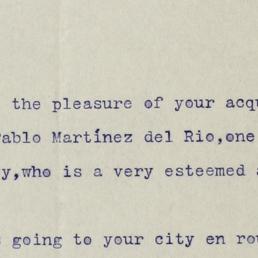 the pleasure of your acqu
Pablo Martínez del Rio,one
y,who is a very esteemed a
s going to your city en rou